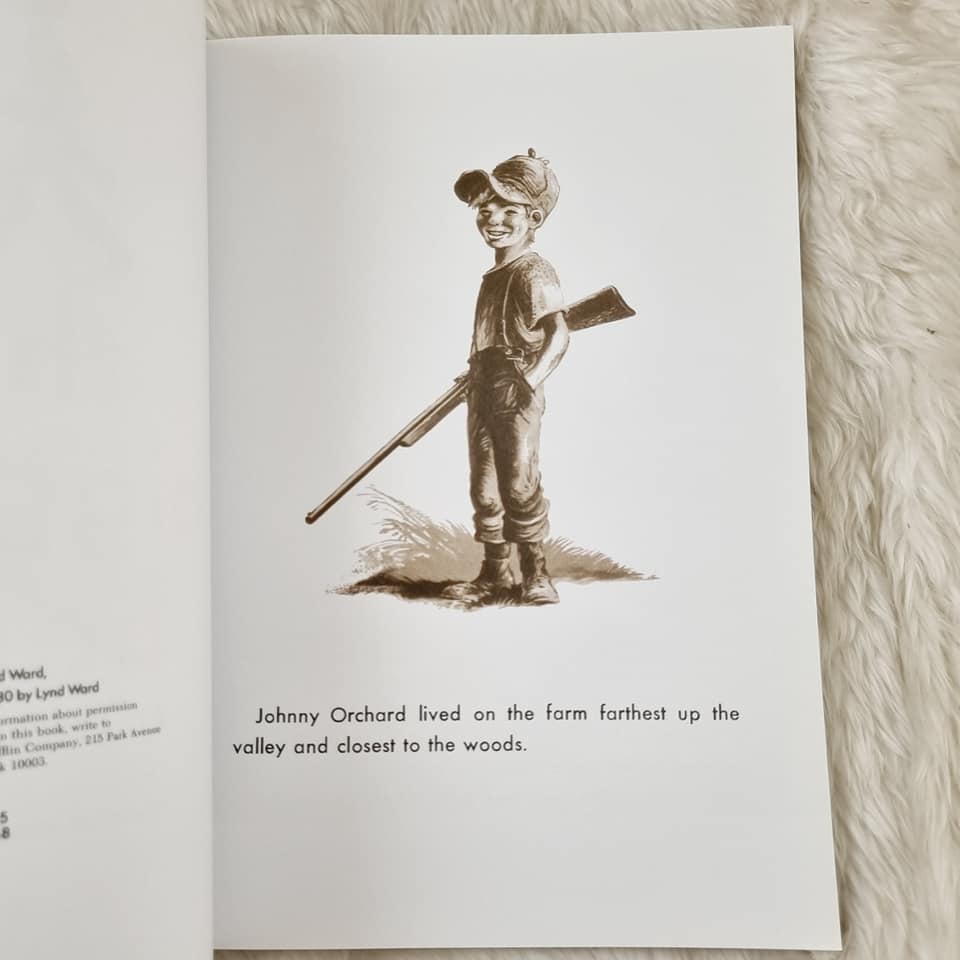 d Ward,
80 by Lynd Ward
ormation about permission
n this book, write to
fflin Company, 215 Park Avenue
k 10003.
5
8
Johnny Orchard lived on the farm farthest up the
valley and closest to the woods.